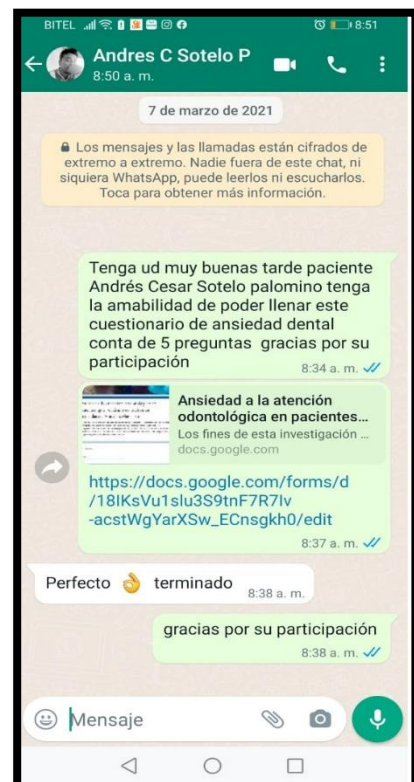 BITEL 8:51
Andres C Sotelo P
8:50 a. m.
7 de marzo de 2021
Los mensajes y las llamadas están cifrados de
extremo a extremo. Nadie fuera de este chat, ni
siquiera WhatsApp, puede leerlos ni escucharlos.
Toca para obtener más información.
Tenga ud muy buenas tarde paciente
Andrés Cesar Sotelo palomino tenga
la amabilidad de poder llenar este
cuestionario de ansiedad dental
conta de 5 preguntas gracias por su
participación
8:34 a. m.
Ansiedad a la atención
odontológica en pacientes...
Los fines de esta investigación ...
docs.google.com
https://docs.google.com/forms/d
/18IKsVu1slu3S9tnF7R7Iv
-acstWgYarXSw_ECnsgkh0/edit
8:37 a. m.
Perfecto 👌 terminado
8:38 a. m.
gracias por su participación
8:38 a. m.
Mensaje